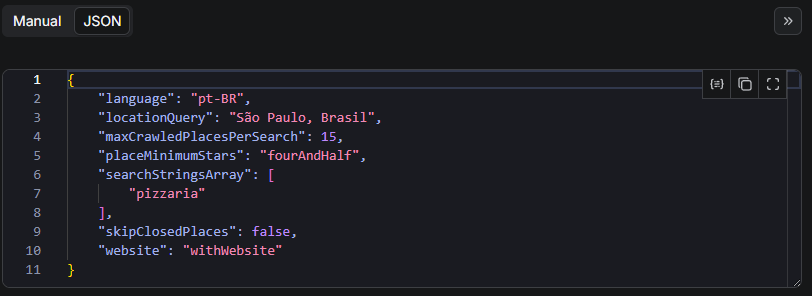 Manual JSON
1 {
2 "language": "pt-BR",
3 "locationQuery": "São Paulo, Brasil",
4 "maxCrawledPlacesPerSearch": 15,
5 "placeMinimumStars": "fourAndHalf",
6 "searchStringsArray": [
7 "pizzaria"
8 ],
9 "skipClosedPlaces": false,
10 "website": "withWebsite"
11 }